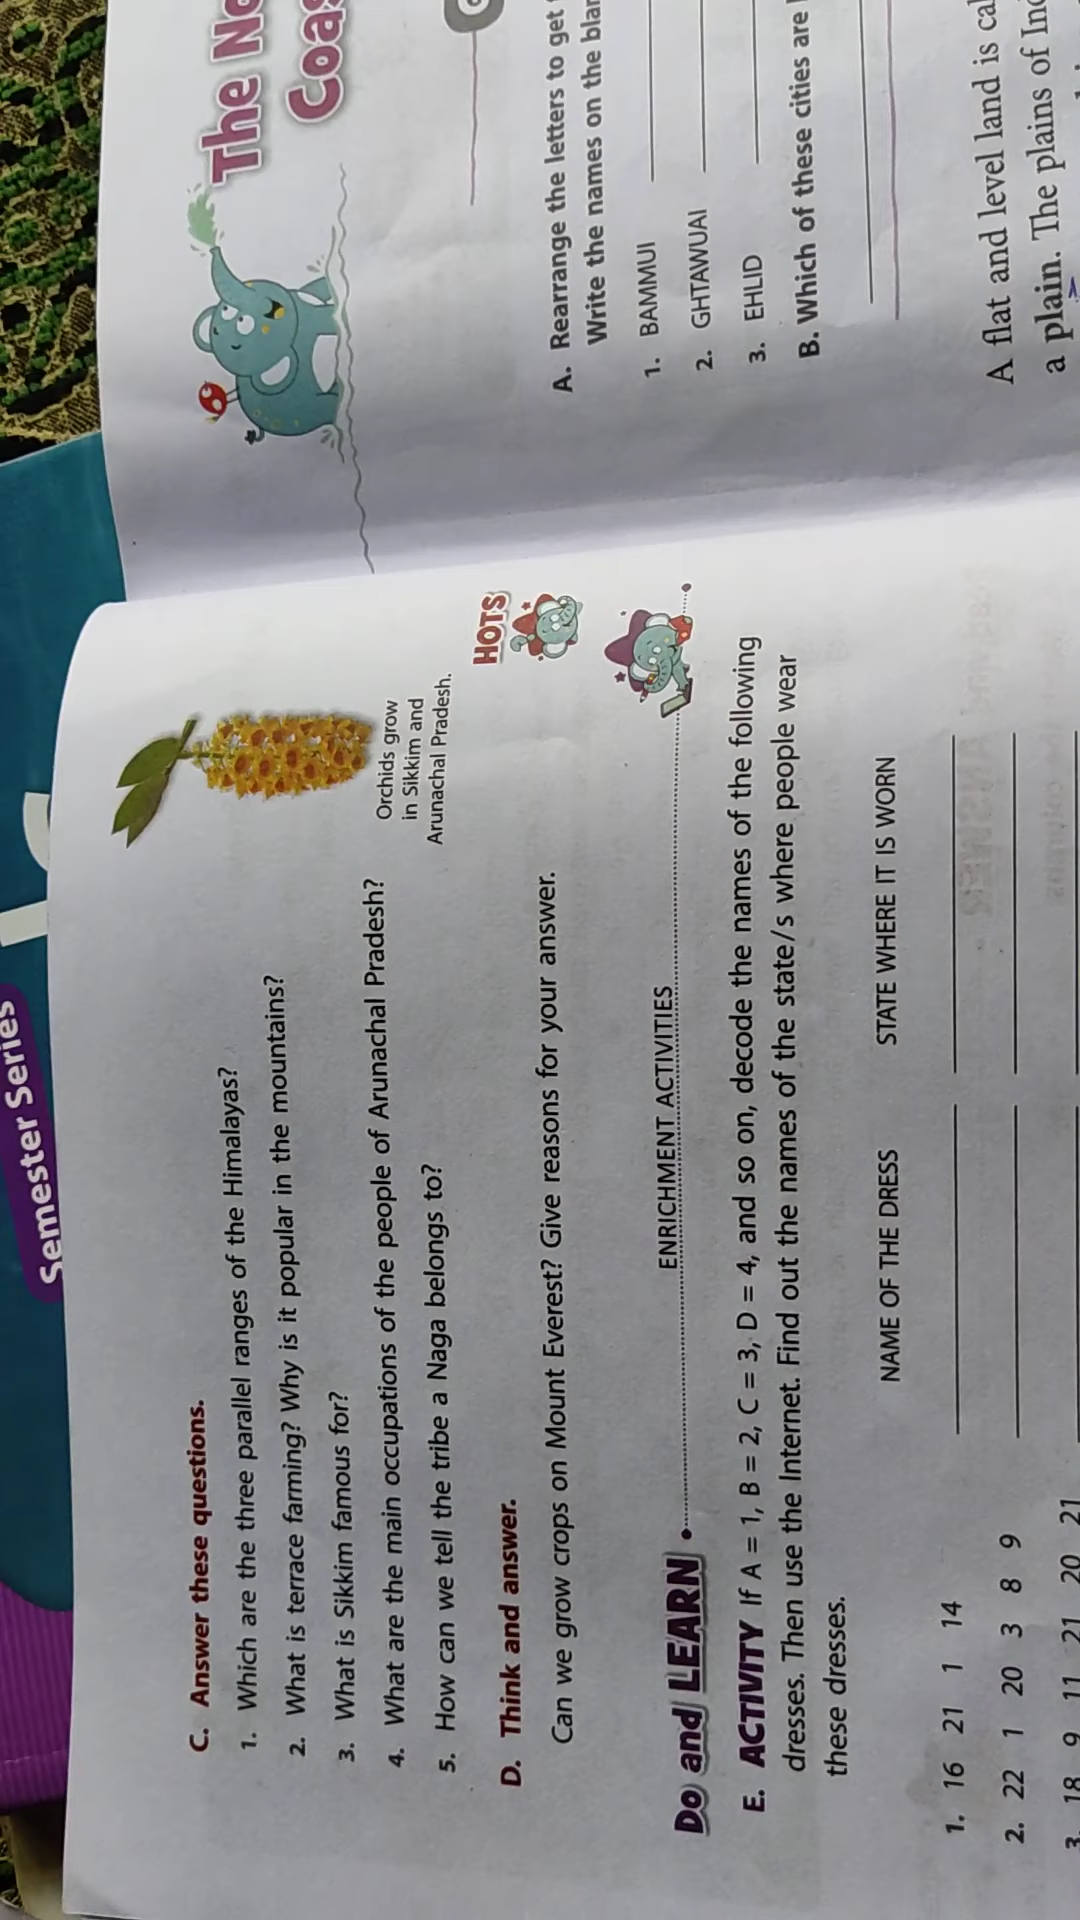 Semester Series
C. Answer these questions.
1. Which are the three parallel ranges of the Himalayas?
2. What is terrace farming? Why is it popular in the mountains?
3. What is Sikkim famous for?
4. What are the main occupations of the people of Arunachal Pradesh?
5. How can we tell the tribe a Naga belongs to?
Orchids grow
in Sikkim and
Arunachal Pradesh.
HOTS
D. Think and answer.
Can we grow crops on Mount Everest? Give reasons for your answer.
Do and LEARN
ENRICHMENT ACTIVITIES
E. ACTIVITY If A = 1, B = 2, C = 3, D = 4, and so on, decode the names of the following
dresses. Then use the Internet. Find out the names of the state/s where people wear
these dresses.
NAME OF THE DRESS STATE WHERE IT IS WORN
1. 16 21 1 14
2. 22 1 20 3 8 9
3. 18 9 11 21 20 21
The
A. Rearrange the letters to get
Write the names on the
1. BAMMUI
2. GHTAWUAI
3. EHLID
B. Which of these cities are
A flat and level land is
a plain. The plains of